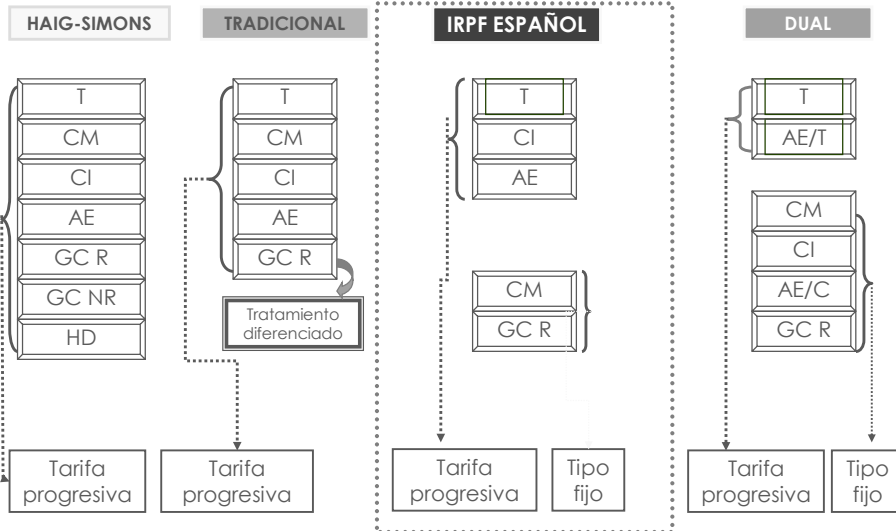 HAIG-SIMONS
TRADICIONAL
IRPF ESPAÑOL
DUAL
T
CM
CI
AE
GC R
GC NR
HD
T
CM
CI
AE
GC R
Tratamiento
diferenciado
T
CI
AE
CM
GC R
T
AE/T
CM
CI
AE/C
GC R
Tarifa
progresiva
Tarifa
progresiva
Tarifa
progresiva
Tipo
fijo
Tarifa
progresiva
Tipo
fijo